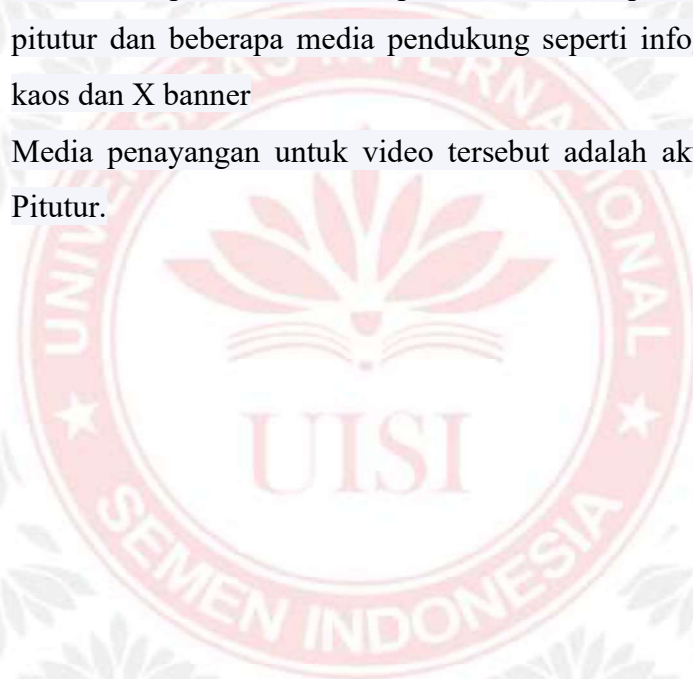 pitutur dan beberapa media pendukung seperti info
kaos dan X banner
Media penayangan untuk video tersebut adalah ak
Pitutur.
UNIVERSITAS INTERNASIONAL
UISI
SEMEN INDONESIA